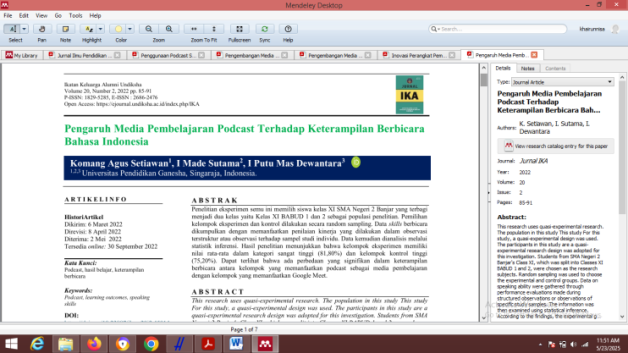 Mendeley Desktop
File Edit View Go Tools Help
Select Pan Note Highlight Color Zoom Zoom To Fit Fullscreen Sync Help
Search...
khairunnisa
My Library Jurnal Ilmu Pendidikan ... Penggunaan Podcast S... Pengembangan Media ... Pengembangan Media ... Inovasi Perangkat Pem... Pengaruh Media Pemb...
Ikatan Keluarga Alumni Undiksha
Volume 20, Number 2, 2022 pp. 85-91
P-ISSN: 1829-5285, E-ISSN : 2686-2476
Open Access: https://ejournal.undiksha.ac.id/index.php/IKA
IKA
Pengaruh Media Pembelajaran Podcast Terhadap Keterampilan Berbicara
Bahasa Indonesia
Komang Agus Setiawan1, I Made Sutama2, I Putu Mas Dewantara3
1,2,3 Universitas Pendidikan Ganesha, Singaraja, Indonesia.
A R T I K E L I N F O
HistoriArtikel
Dikirim: 6 Maret 2022
Direvisi: 8 April 2022
Diterima: 2 Mei 2022
Tersedia online: 30 September 2022
Kata Kunci:
Podcast, hasil belajar, keterampilan
berbicara
Keywords:
Podcast, learning outcomes, speaking
skills
DOI:
A B S T R A K
Penelitian eksperimen semu ini memilih siswa kelas XI SMA Negeri 2 Banjar yang terbagi
menjadi dua kelas yaitu Kelas XI BABUD 1 dan 2 sebagai populasi penelitian. Pemilihan
kelompok eksperimen dan kontrol dilakukan secara random sampling. Data skills berbicara
dikumpulkan dengan memanfaatkan penilaian kinerja yang dilakukan dalam observasi
terstruktur atau observasi terhadap sampel studi individu. Data kemudian dianalisis melalui
statistik inferensi. Hasil penelitian menunjukkan bahwa kelompok eksperimen memiliki
nilai rata-rata dalam kategori sangat tinggi (81,80%) dan kelompok kontrol tinggi
(75,20%). Dapat terlihat bahwa ada perbedaan yang signifikan dalam keterampilan
berbicara antara kelompok yang memanfaatkan podcast sebagai media pembelajaran
dengan kelompok yang memanfaatkan Google Meet.
A B S T R A C T
This research uses quasi-experimental research. The population in this study This study
For this study, a quasi-experimental design was used. The participants in this study are a
quasi-experimental research design was adopted for this investigation. Students from SMA
Page 1 of 7
Details Notes Contents
Type: Journal Article
Pengaruh Media
Pembelajaran Podcast
Terhadap
Keterampilan Berbicara Bah...
Authors: K. Setiawan, I. Sutama, I.
Dewantara
View research catalog entry for this paper
Journal: Jurnal IKA
Year: 2022
Volume: 20
Issue: 2
Pages: 85-91
Abstract:
This research uses quasi-experimental research.
The population in this study This study For this
study, a quasi-experimental design was used.
The participants in this study are a quasi-
experimental research design was adopted for
this investigation. Students from SMA Negeri 2
Banjar's Class XI, which was split into Classes XI
BABUD 1 and 2, were chosen as the research
subjects. Random sampling was used to choose
the experimental and control groups. Data on
speaking ability were gathered through
performance evaluations made during
structured observations or observations of
specific study samples. The information was
then examined using statistical inference.
According to the findings, the experimental g
11:51 AM
5/23/2025